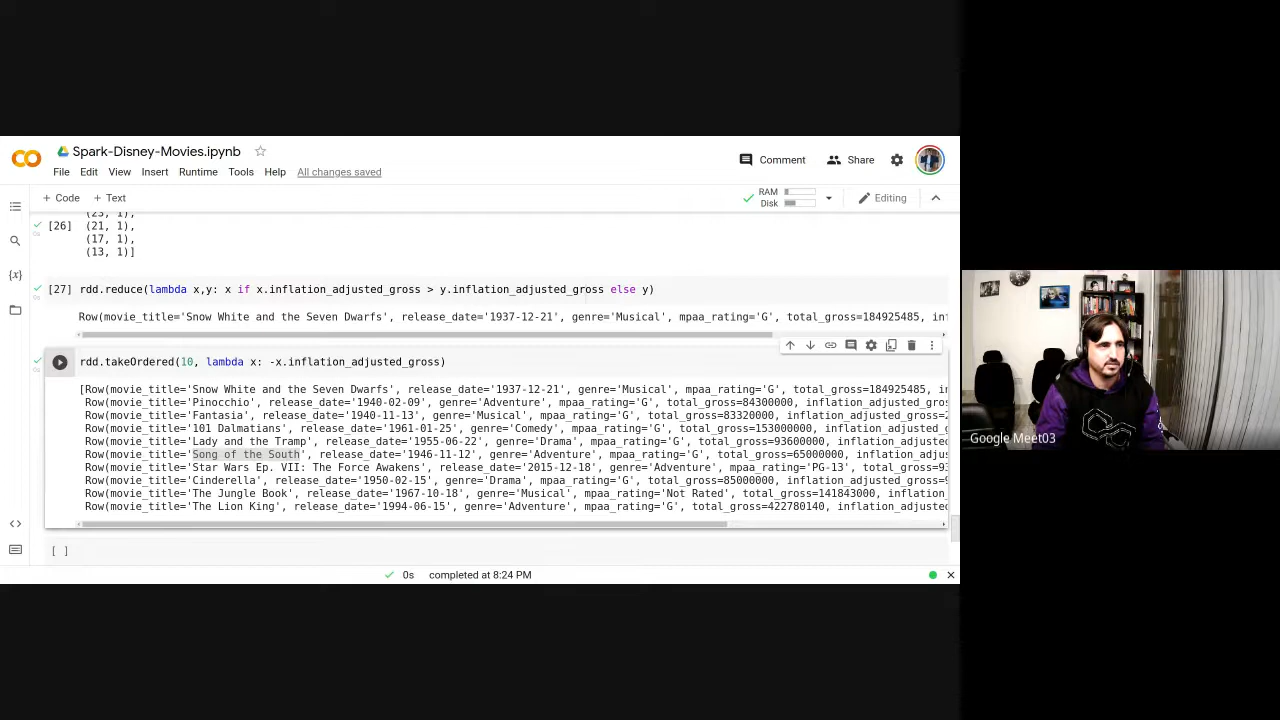 Spark-Disney-Movies.ipynb
Comment
Share
File Edit View Insert Runtime Tools Help All changes saved
+ Code + Text
RAM
Disk
Editing
(23, 1),
[26] (21, 1),
(17, 1),
(13, 1)]
[27] rdd.reduce(lambda x,y: x if x.inflation_adjusted_gross > y.inflation_adjusted_gross else y)
Row(movie_title='Snow White and the Seven Dwarfs', release_date='1937-12-21', genre='Musical', mpaa_rating='G', total_gross=184925485, inf
rdd.takeOrdered(10, lambda x: -x.inflation_adjusted_gross)
[Row(movie_title='Snow White and the Seven Dwarfs', release_date='1937-12-21', genre='Musical', mpaa_rating='G', total_gross=184925485, in
Row(movie_title='Pinocchio', release_date='1940-02-09', genre='Adventure', mpaa_rating='G', total_gross=84300000, inflation_adjusted_gros
Row(movie_title='Fantasia', release_date='1940-11-13', genre='Musical', mpaa_rating='G', total_gross=83320000, inflation_adjusted_gross=2
Row(movie_title='101 Dalmatians', release_date='1961-01-25', genre='Comedy', mpaa_rating='G', total_gross=153000000, inflation_adjusted_g
Row(movie_title='Lady and the Tramp', release_date='1955-06-22', genre='Drama', mpaa_rating='G', total_gross=93600000, inflation_adjusted
Row(movie_title='Song of the South', release_date='1946-11-12', genre='Adventure', mpaa_rating='G', total_gross=65000000, inflation_adjus
Row(movie_title='Star Wars Ep. VII: The Force Awakens', release_date='2015-12-18', genre='Adventure', mpaa_rating='PG-13', total_gross=93
Row(movie_title='Cinderella', release_date='1950-02-15', genre='Drama', mpaa_rating='G', total_gross=85000000, inflation_adjusted_gross=
Row(movie_title='The Jungle Book', release_date='1967-10-18', genre='Musical', mpaa_rating='Not Rated', total_gross=141843000, inflation
Row(movie_title='The Lion King', release_date='1994-06-15', genre='Adventure', mpaa_rating='G', total_gross=422780140, inflation_adjusted
[ ]
0s completed at 8:24 PM
Google Meet03